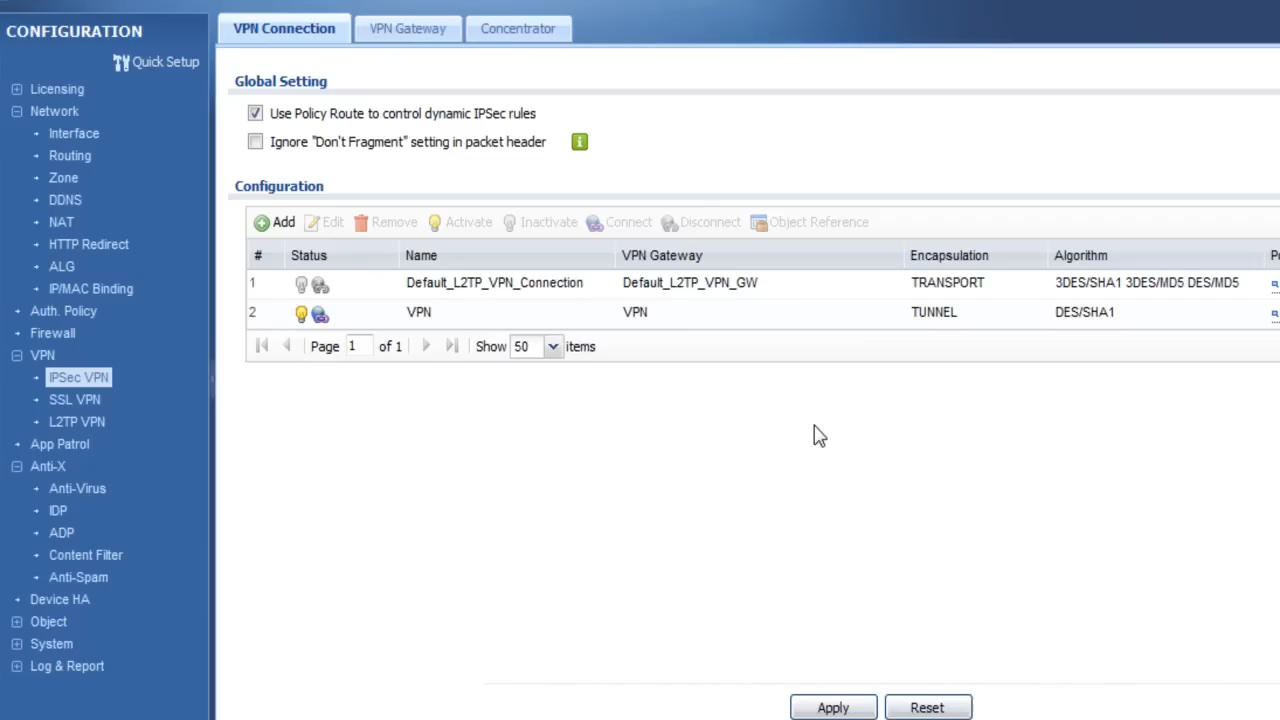 CONFIGURATION
Quick Setup
Licensing
Network
Interface
Routing
Zone
DDNS
NAT
HTTP Redirect
ALG
IP/MAC Binding
Auth. Policy
Firewall
VPN
IPSec VPN
SSL VPN
L2TP VPN
App Patrol
Anti-X
Anti-Virus
IDP
ADP
Content Filter
Anti-Spam
Device HA
Object
System
Log & Report
VPN Connection VPN Gateway Concentrator
Global Setting
Use Policy Route to control dynamic IPSec rules
Ignore "Don't Fragment" setting in packet header
Configuration
Add Edit Remove Activate Inactivate Connect Disconnect Object Reference
# Status Name VPN Gateway Encapsulation Algorithm
1 Default_L2TP_VPN_Connection Default_L2TP_VPN_GW TRANSPORT 3DES/SHA1 3DES/MD5 DES/MD5
2 VPN VPN TUNNEL DES/SHA1
Page 1 of 1 Show 50 items
Apply Reset